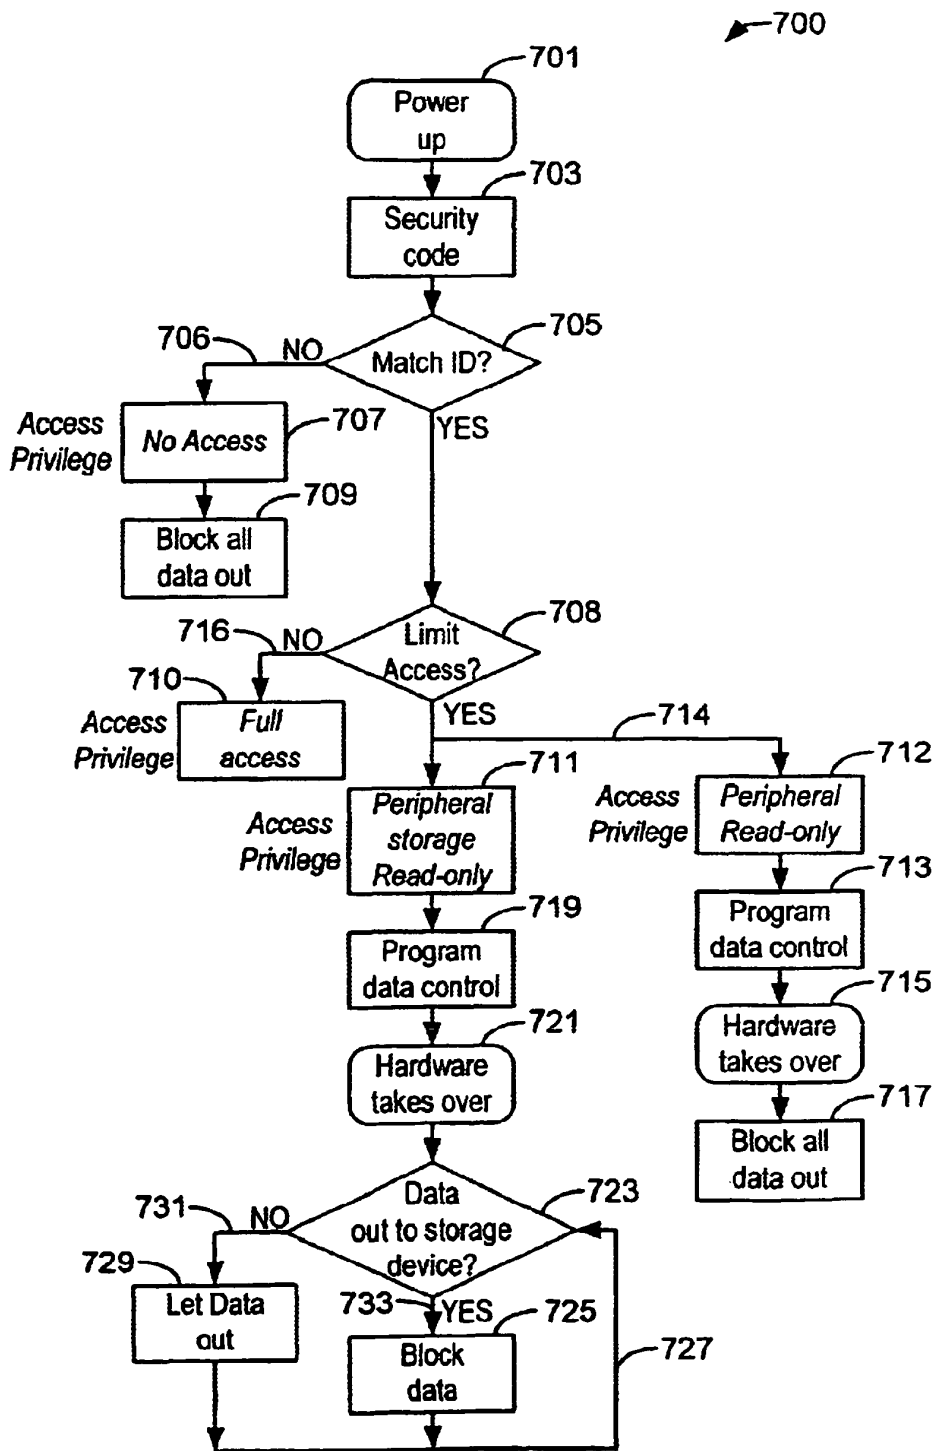 700
701
Power
up
703
Security
code
705
706
NO
Match ID?
YES
Access
Privilege
No Access
707
709
Block all
data out
708
716
NO
Limit
Access?
YES
710
Access
Privilege
Full
access
714
711
Access
Privilege
Peripheral
storage
Read-only
712
Access
Privilege
Peripheral
Read-only
719
Program
data control
713
Program
data control
721
Hardware
takes over
715
Hardware
takes over
717
Block all
data out
723
731
NO
Data
out to storage
device?
733
YES
729
Let Data
out
725
Block
data
727